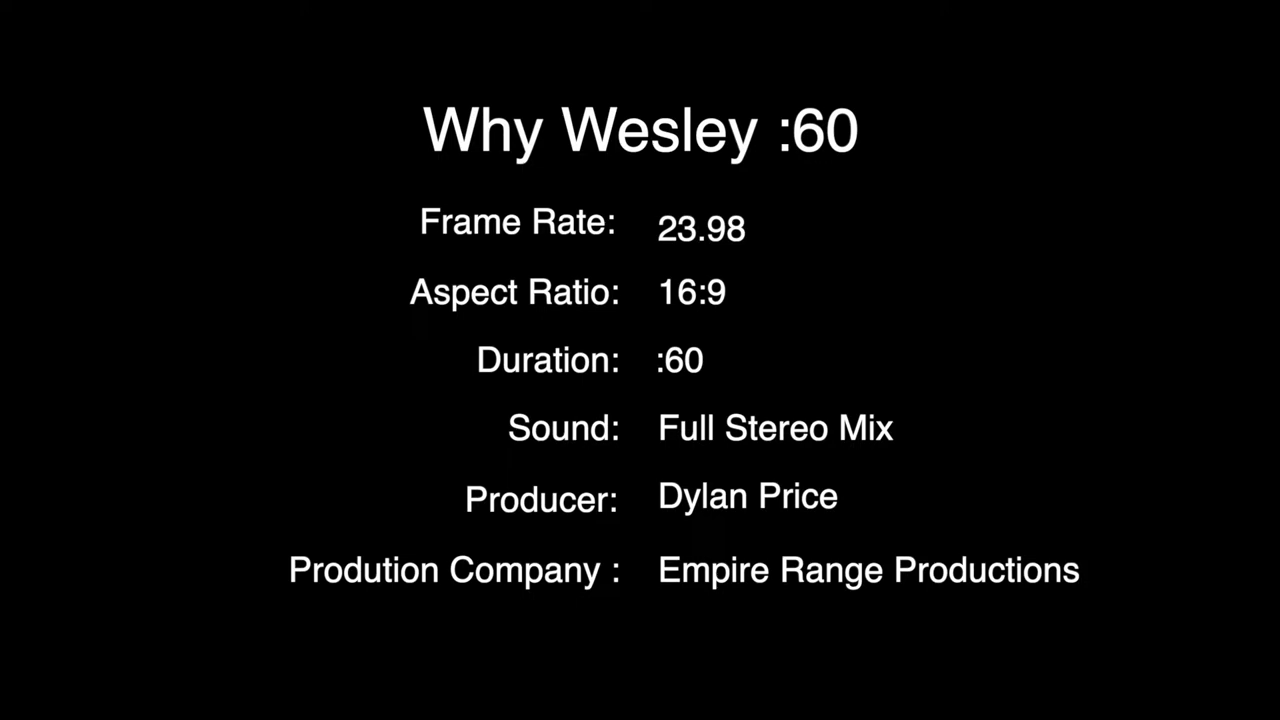 Why Wesley :60
Frame Rate: 23.98
Aspect Ratio: 16:9
Duration: :60
Sound: Full Stereo Mix
Producer: Dylan Price
Prodution Company : Empire Range Productions